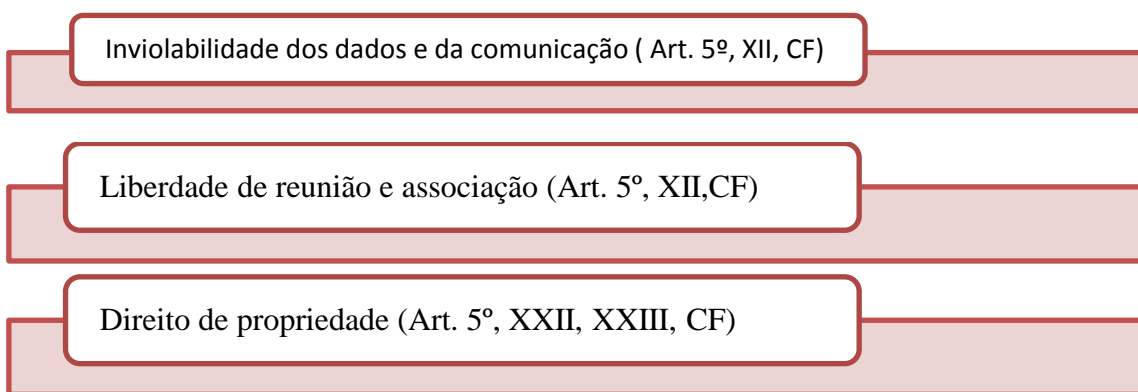 Inviolabilidade dos dados e da comunicação ( Art. 5º, XII, CF)
Liberdade de reunião e associação (Art. 5º, XII,CF)
Direito de propriedade (Art. 5º, XXII, XXIII, CF)